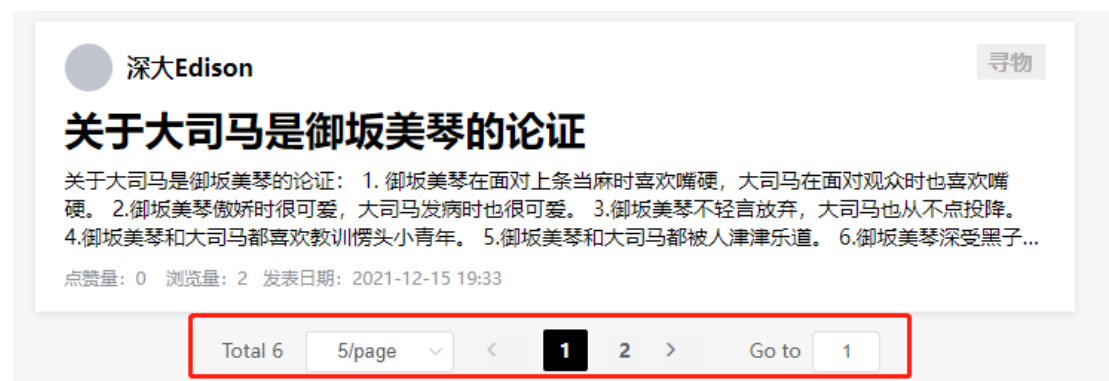 深大Edison
寻物
关于大司马是御坂美琴的论证
关于大司马是御坂美琴的论证： 1. 御坂美琴在面对上条当麻时喜欢嘴硬，大司马在面对观众时也喜欢嘴
硬。 2.御坂美琴傲娇时很可爱，大司马发病时也很可爱。 3.御坂美琴不轻言放弃，大司马也从不点投降。
4.御坂美琴和大司马都喜欢教训愣头小青年。 5.御坂美琴和大司马都被人津津乐道。 6.御坂美琴深受黑子...
点赞量：0 浏览量：2 发表日期：2021-12-15 19:33
Total 6 5/page < 1 2 > Go to 1